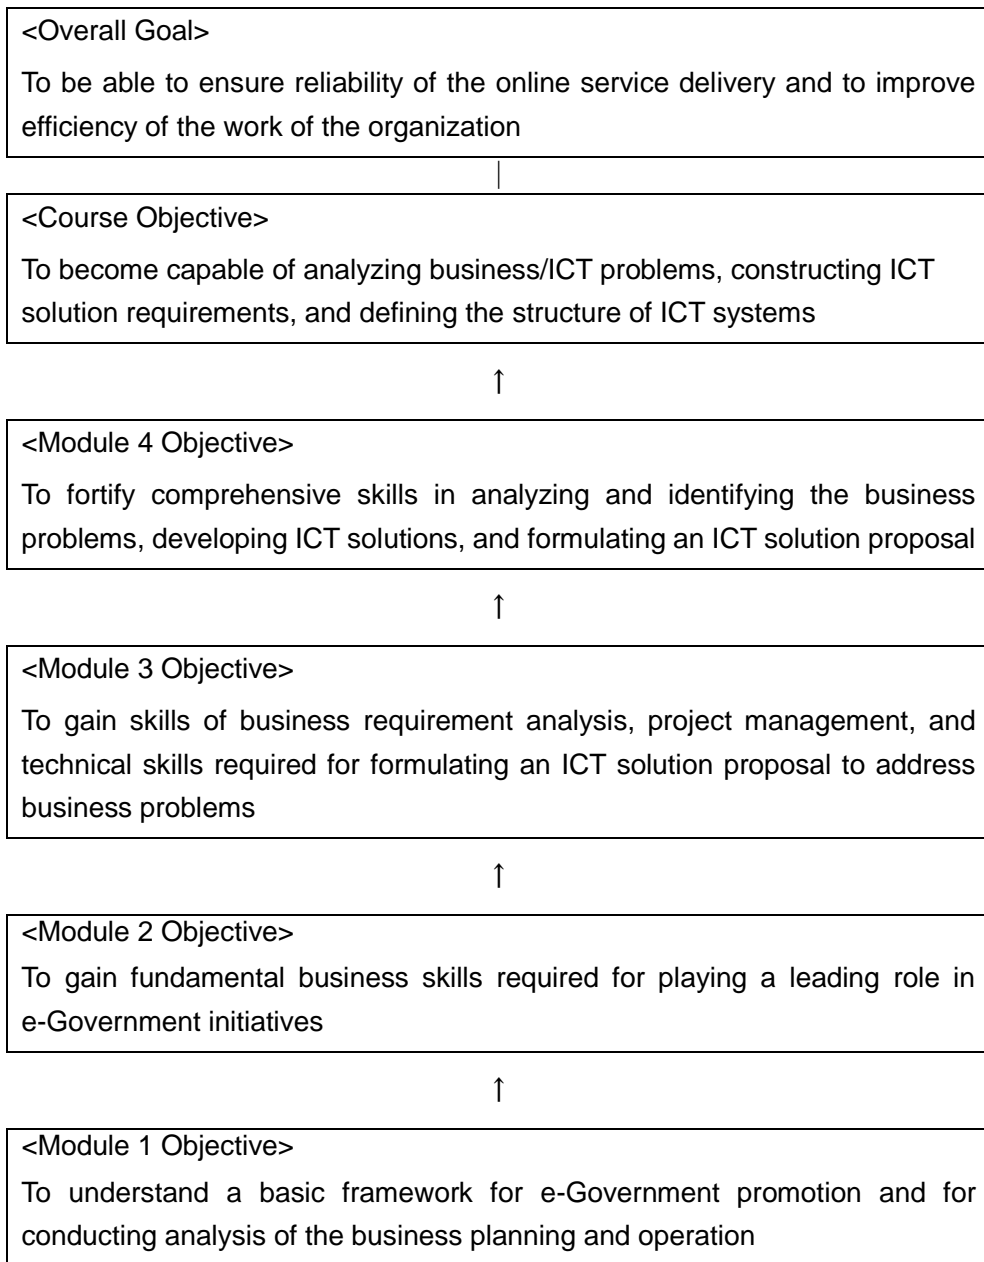 <Overall Goal>
To be able to ensure reliability of the online service delivery and to improve
efficiency of the work of the organization
<Course Objective>
To become capable of analyzing business/ICT problems, constructing ICT
solution requirements, and defining the structure of ICT systems
↑
<Module 4 Objective>
To fortify comprehensive skills in analyzing and identifying the business
problems, developing ICT solutions, and formulating an ICT solution proposal
↑
<Module 3 Objective>
To gain skills of business requirement analysis, project management, and
technical skills required for formulating an ICT solution proposal to address
business problems
↑
<Module 2 Objective>
To gain fundamental business skills required for playing a leading role in
e-Government initiatives
↑
<Module 1 Objective>
To understand a basic framework for e-Government promotion and for
conducting analysis of the business planning and operation